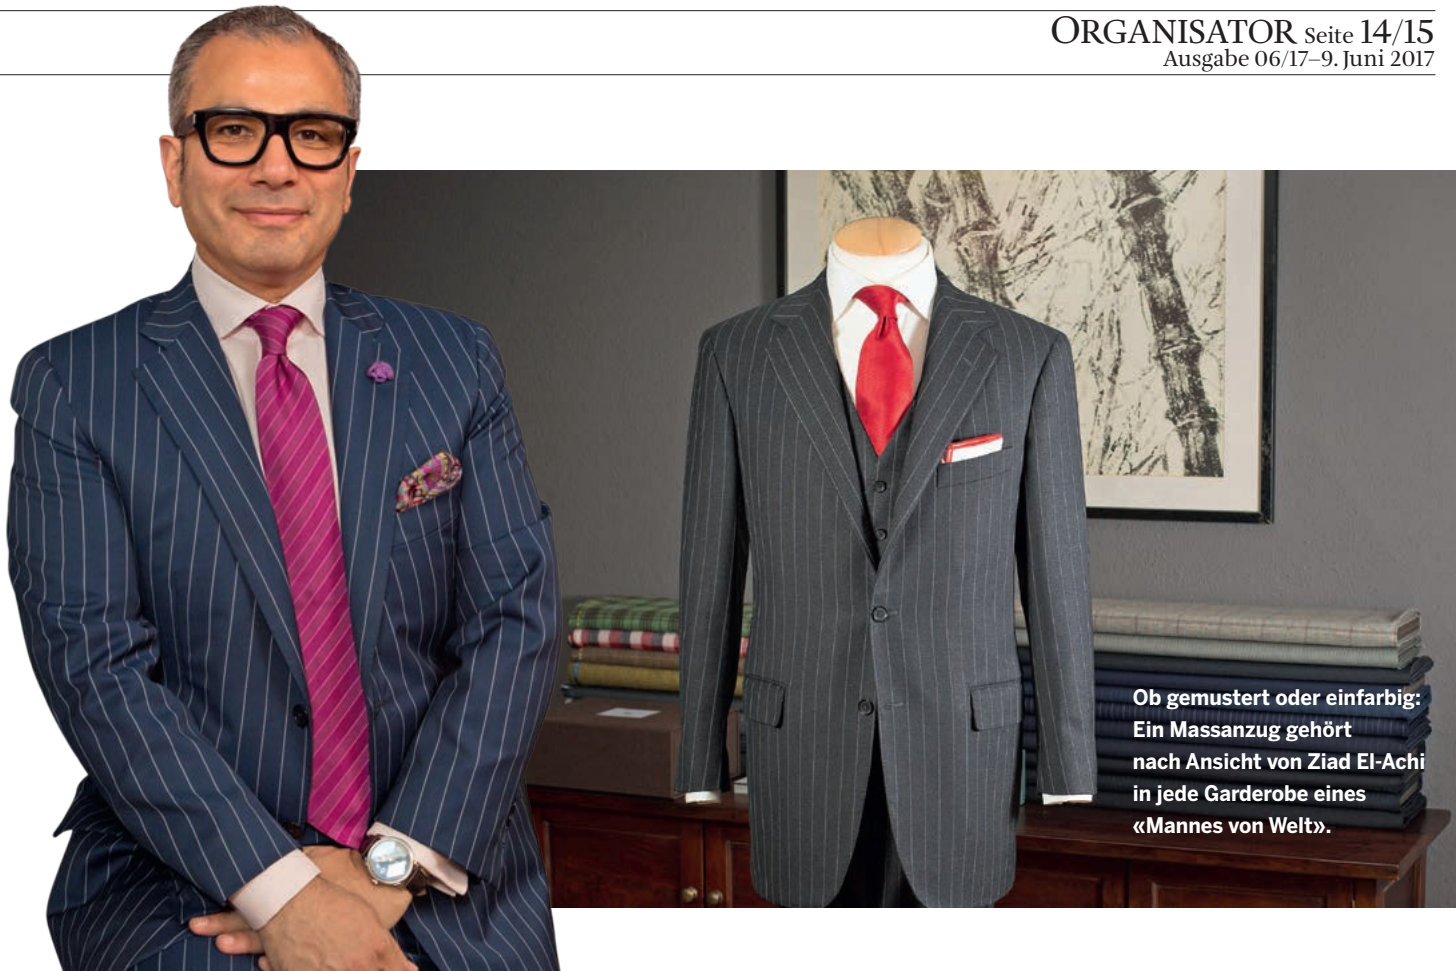 ORGANISATOR Seite 14/15
Ausgabe 06/17–9. Juni 2017
Ob gemustert oder einfarbig:
Ein Massanzug gehört
nach Ansicht von Ziad El-Achi
in jede Garderobe eines
«Mannes von Welt».